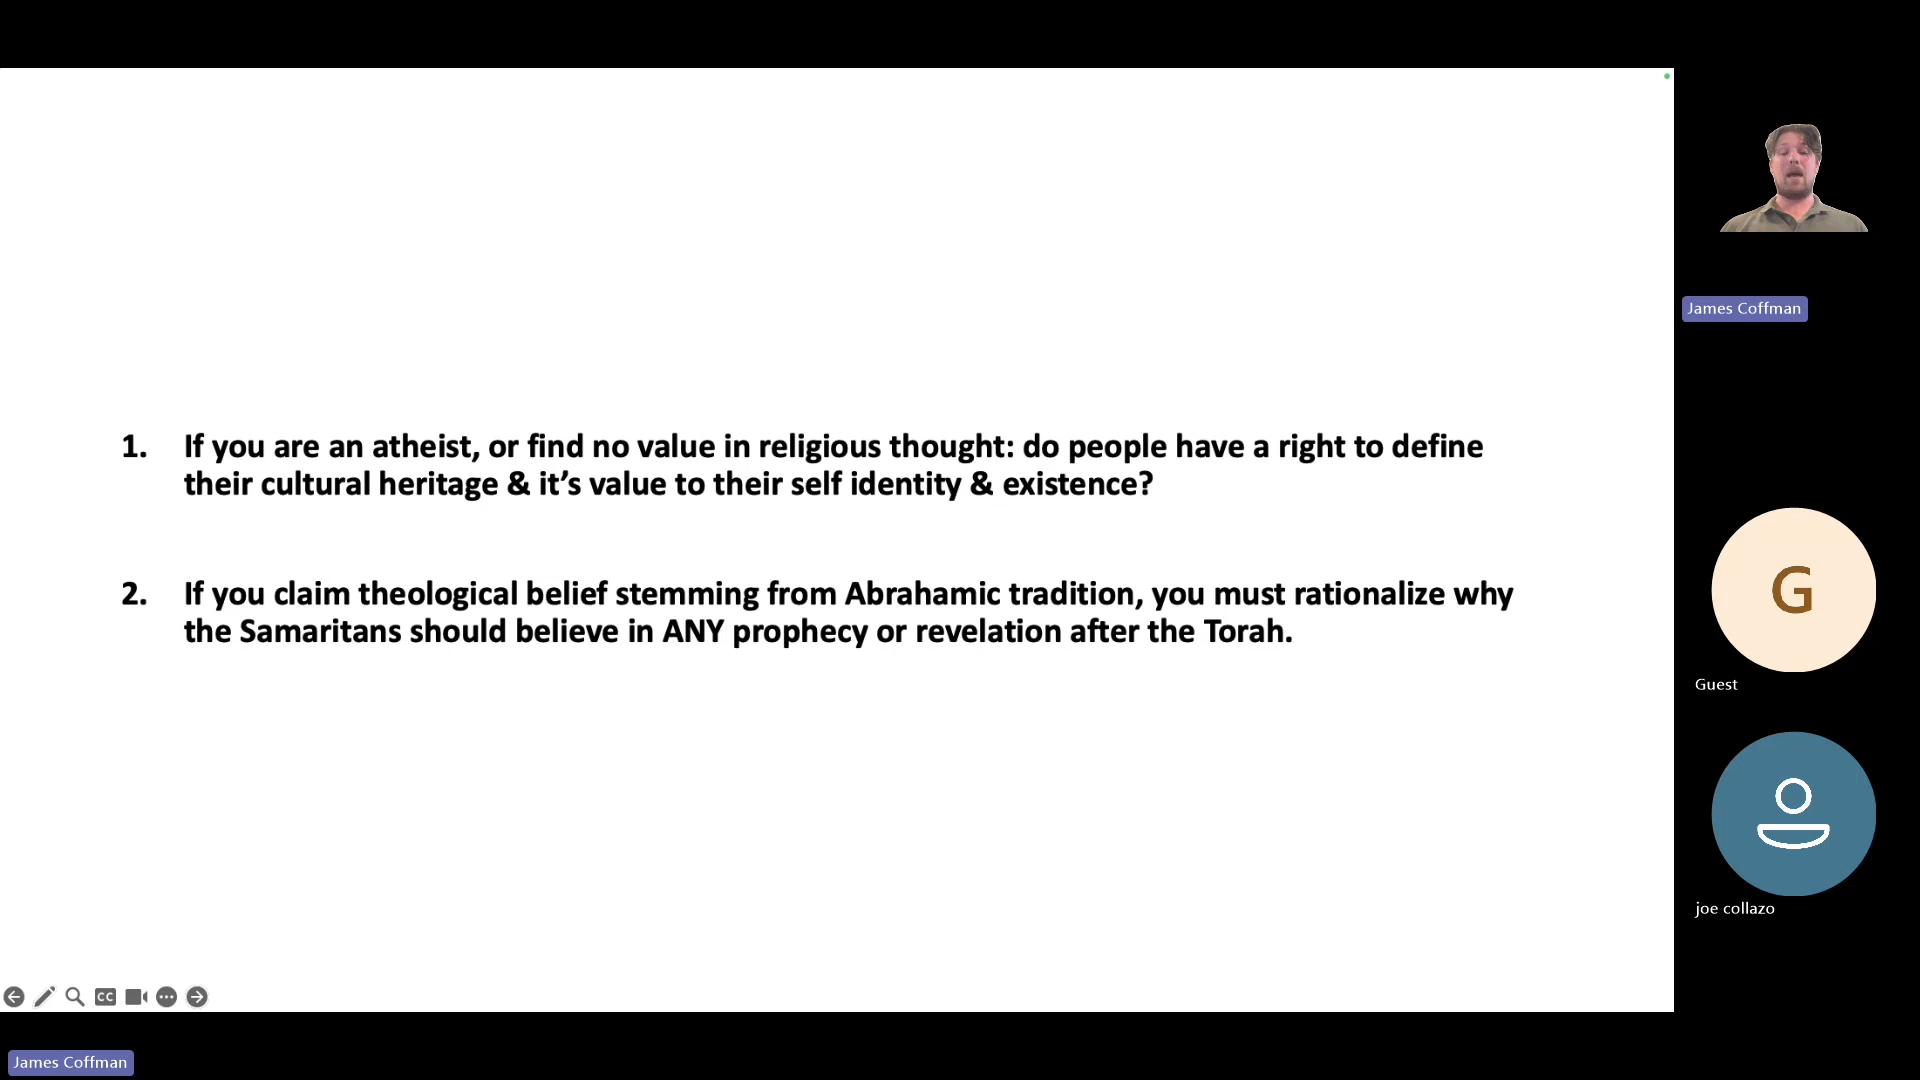 1. If you are an atheist, or find no value in religious thought: do people have a right to define
their cultural heritage & it’s value to their self identity & existence?
2. If you claim theological belief stemming from Abrahamic tradition, you must rationalize why
the Samaritans should believe in ANY prophecy or revelation after the Torah.
James Coffman
G
Guest
joe collazo
CC
James Coffman